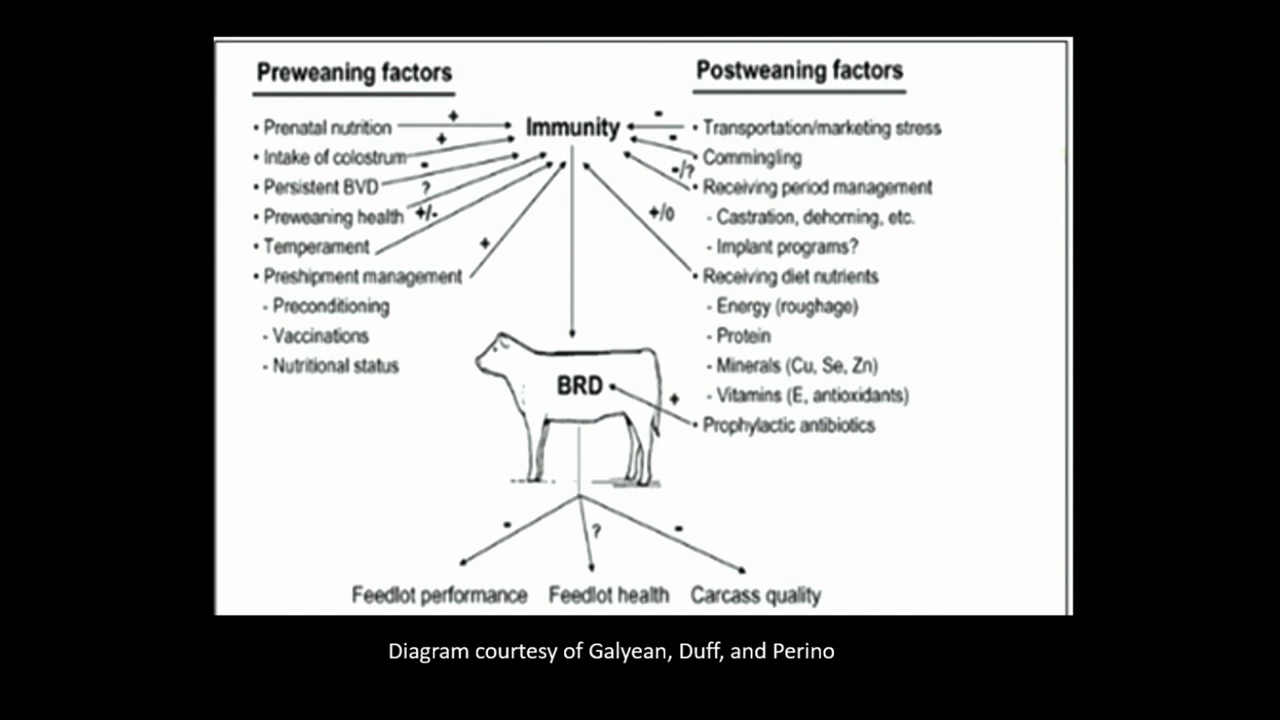 Preweaning factors
• Prenatal nutrition
• Intake of colostrum
• Persistent BVD
• Preweaning health
• Temperament
• Preshipment management
- Preconditioning
- Vaccinations
- Nutritional status
+
+
-
?
+/-
+
Immunity
Postweaning factors
-
-
-/?
+/0
+
• Transportation/marketing stress
• Commingling
• Receiving period management
- Castration, dehorning, etc.
- Implant programs?
• Receiving diet nutrients
- Energy (roughage)
- Protein
- Minerals (Cu, Se, Zn)
- Vitamins (E, antioxidants)
• Prophylactic antibiotics
BRD
-
?
-
Feedlot performance
Feedlot health
Carcass quality
Diagram courtesy of Galyean, Duff, and Perino